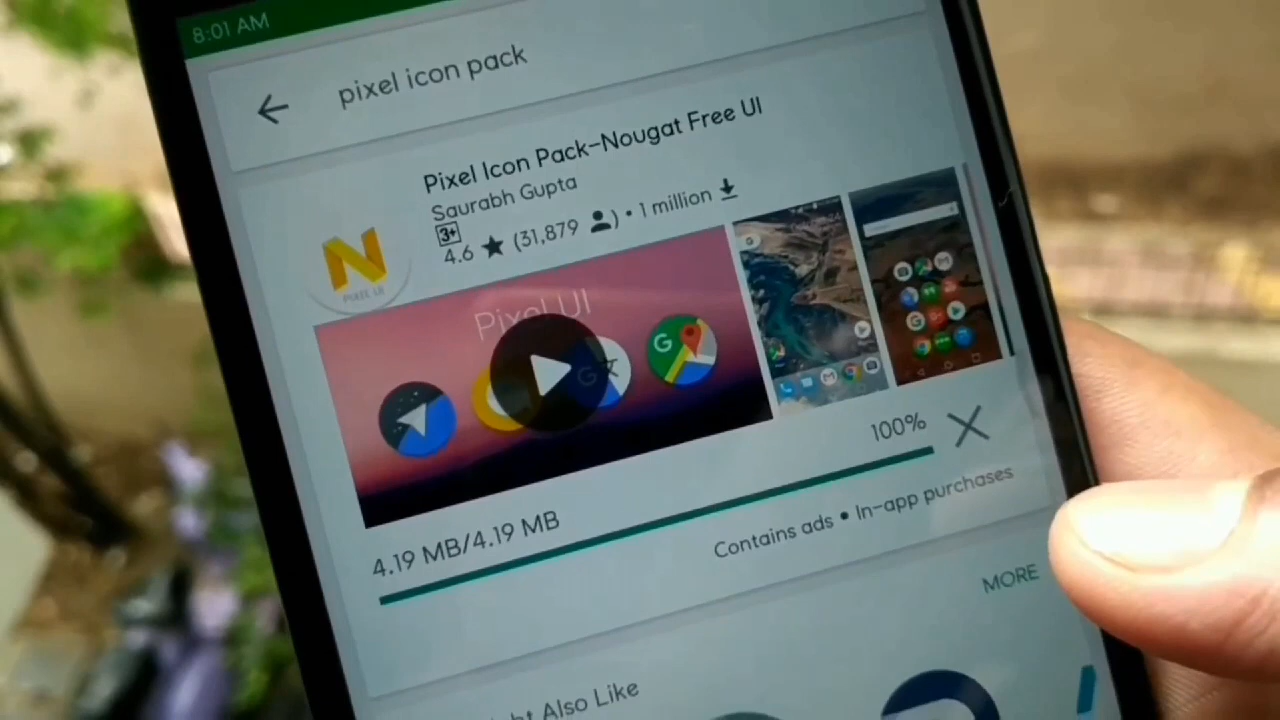 8:01 AM
pixel icon pack
Pixel Icon Pack–Nougat Free UI
Saurabh Gupta
3+
4.6 ★ (31,879 ) • 1 million
PIXEL UI
Pixel UI
G
G
100%
4.19 MB/4.19 MB
Contains ads • In-app purchases
MORE
Also Like